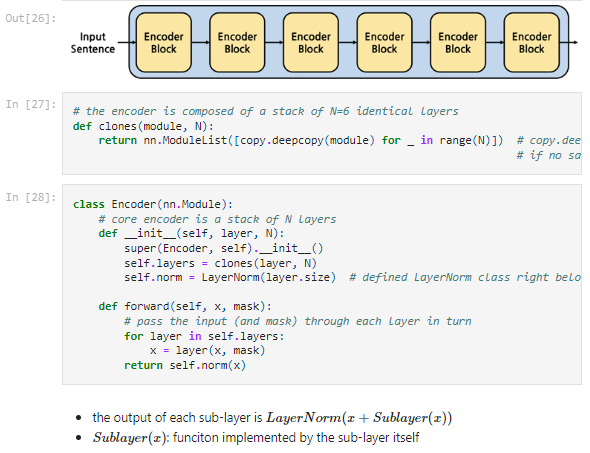 Out[26]:
Input Sentence
Encoder Block
Encoder Block
Encoder Block
Encoder Block
Encoder Block
Encoder Block
In [27]:
# the encoder is composed of a stack of N=6 identical layers
def clones(module, N):
    return nn.ModuleList([copy.deepcopy(module) for _ in range(N)])  # copy.dee
# if no sa
In [28]:
class Encoder(nn.Module):
    # core encoder is a stack of N layers
    def __init__(self, layer, N):
        super(Encoder, self).__init__()
        self.layers = clones(layer, N)
        self.norm = LayerNorm(layer.size)  # defined LayerNorm class right belo
    def forward(self, x, mask):
        # pass the input (and mask) through each layer in turn
        for layer in self.layers:
            x = layer(x, mask)
        return self.norm(x)
• the output of each sub-layer is LayerNorm(x + Sublayer(x))
• Sublayer(x): funciton implemented by the sub-layer itself